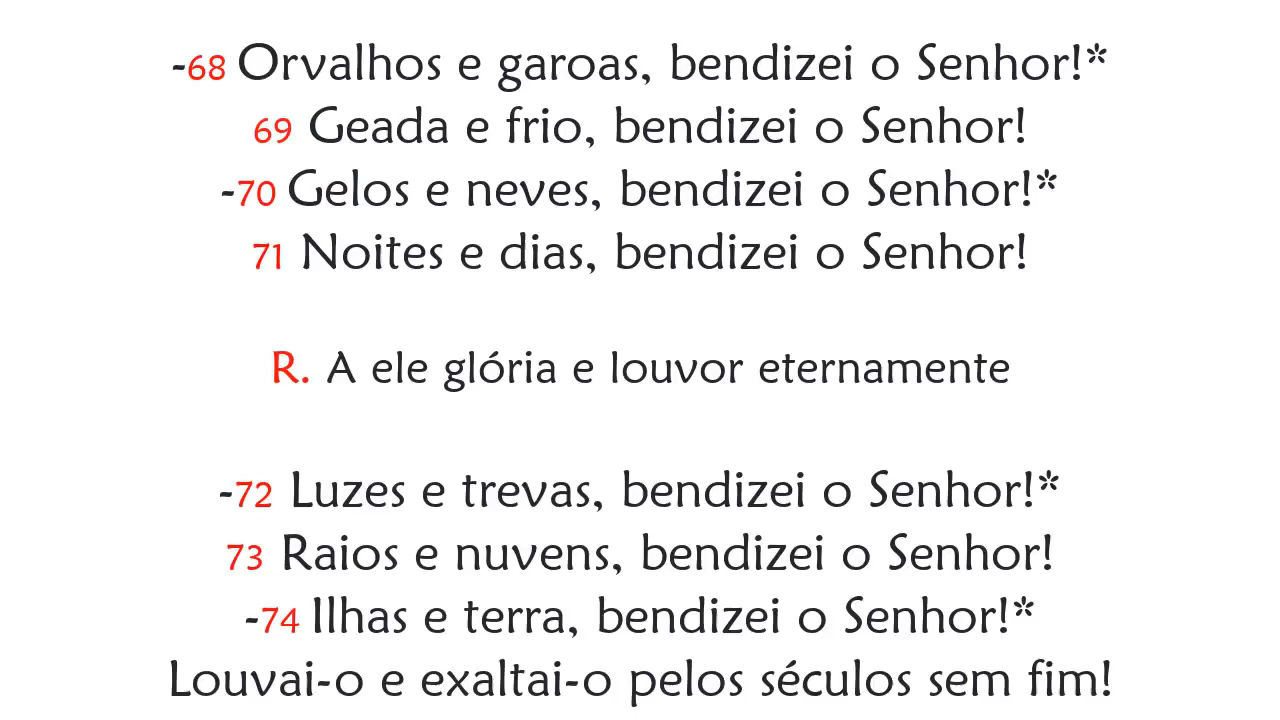 -68 Orvalhos e garoas, bendizei o Senhor!*
69 Geada e frio, bendizei o Senhor!
-70 Gelos e neves, bendizei o Senhor!*
71 Noites e dias, bendizei o Senhor!
R. A ele glória e louvor eternamente
-72 Luzes e trevas, bendizei o Senhor!*
73 Raios e nuvens, bendizei o Senhor!
-74 Ilhas e terra, bendizei o Senhor!*
Louvai-o e exaltai-o pelos séculos sem fim!